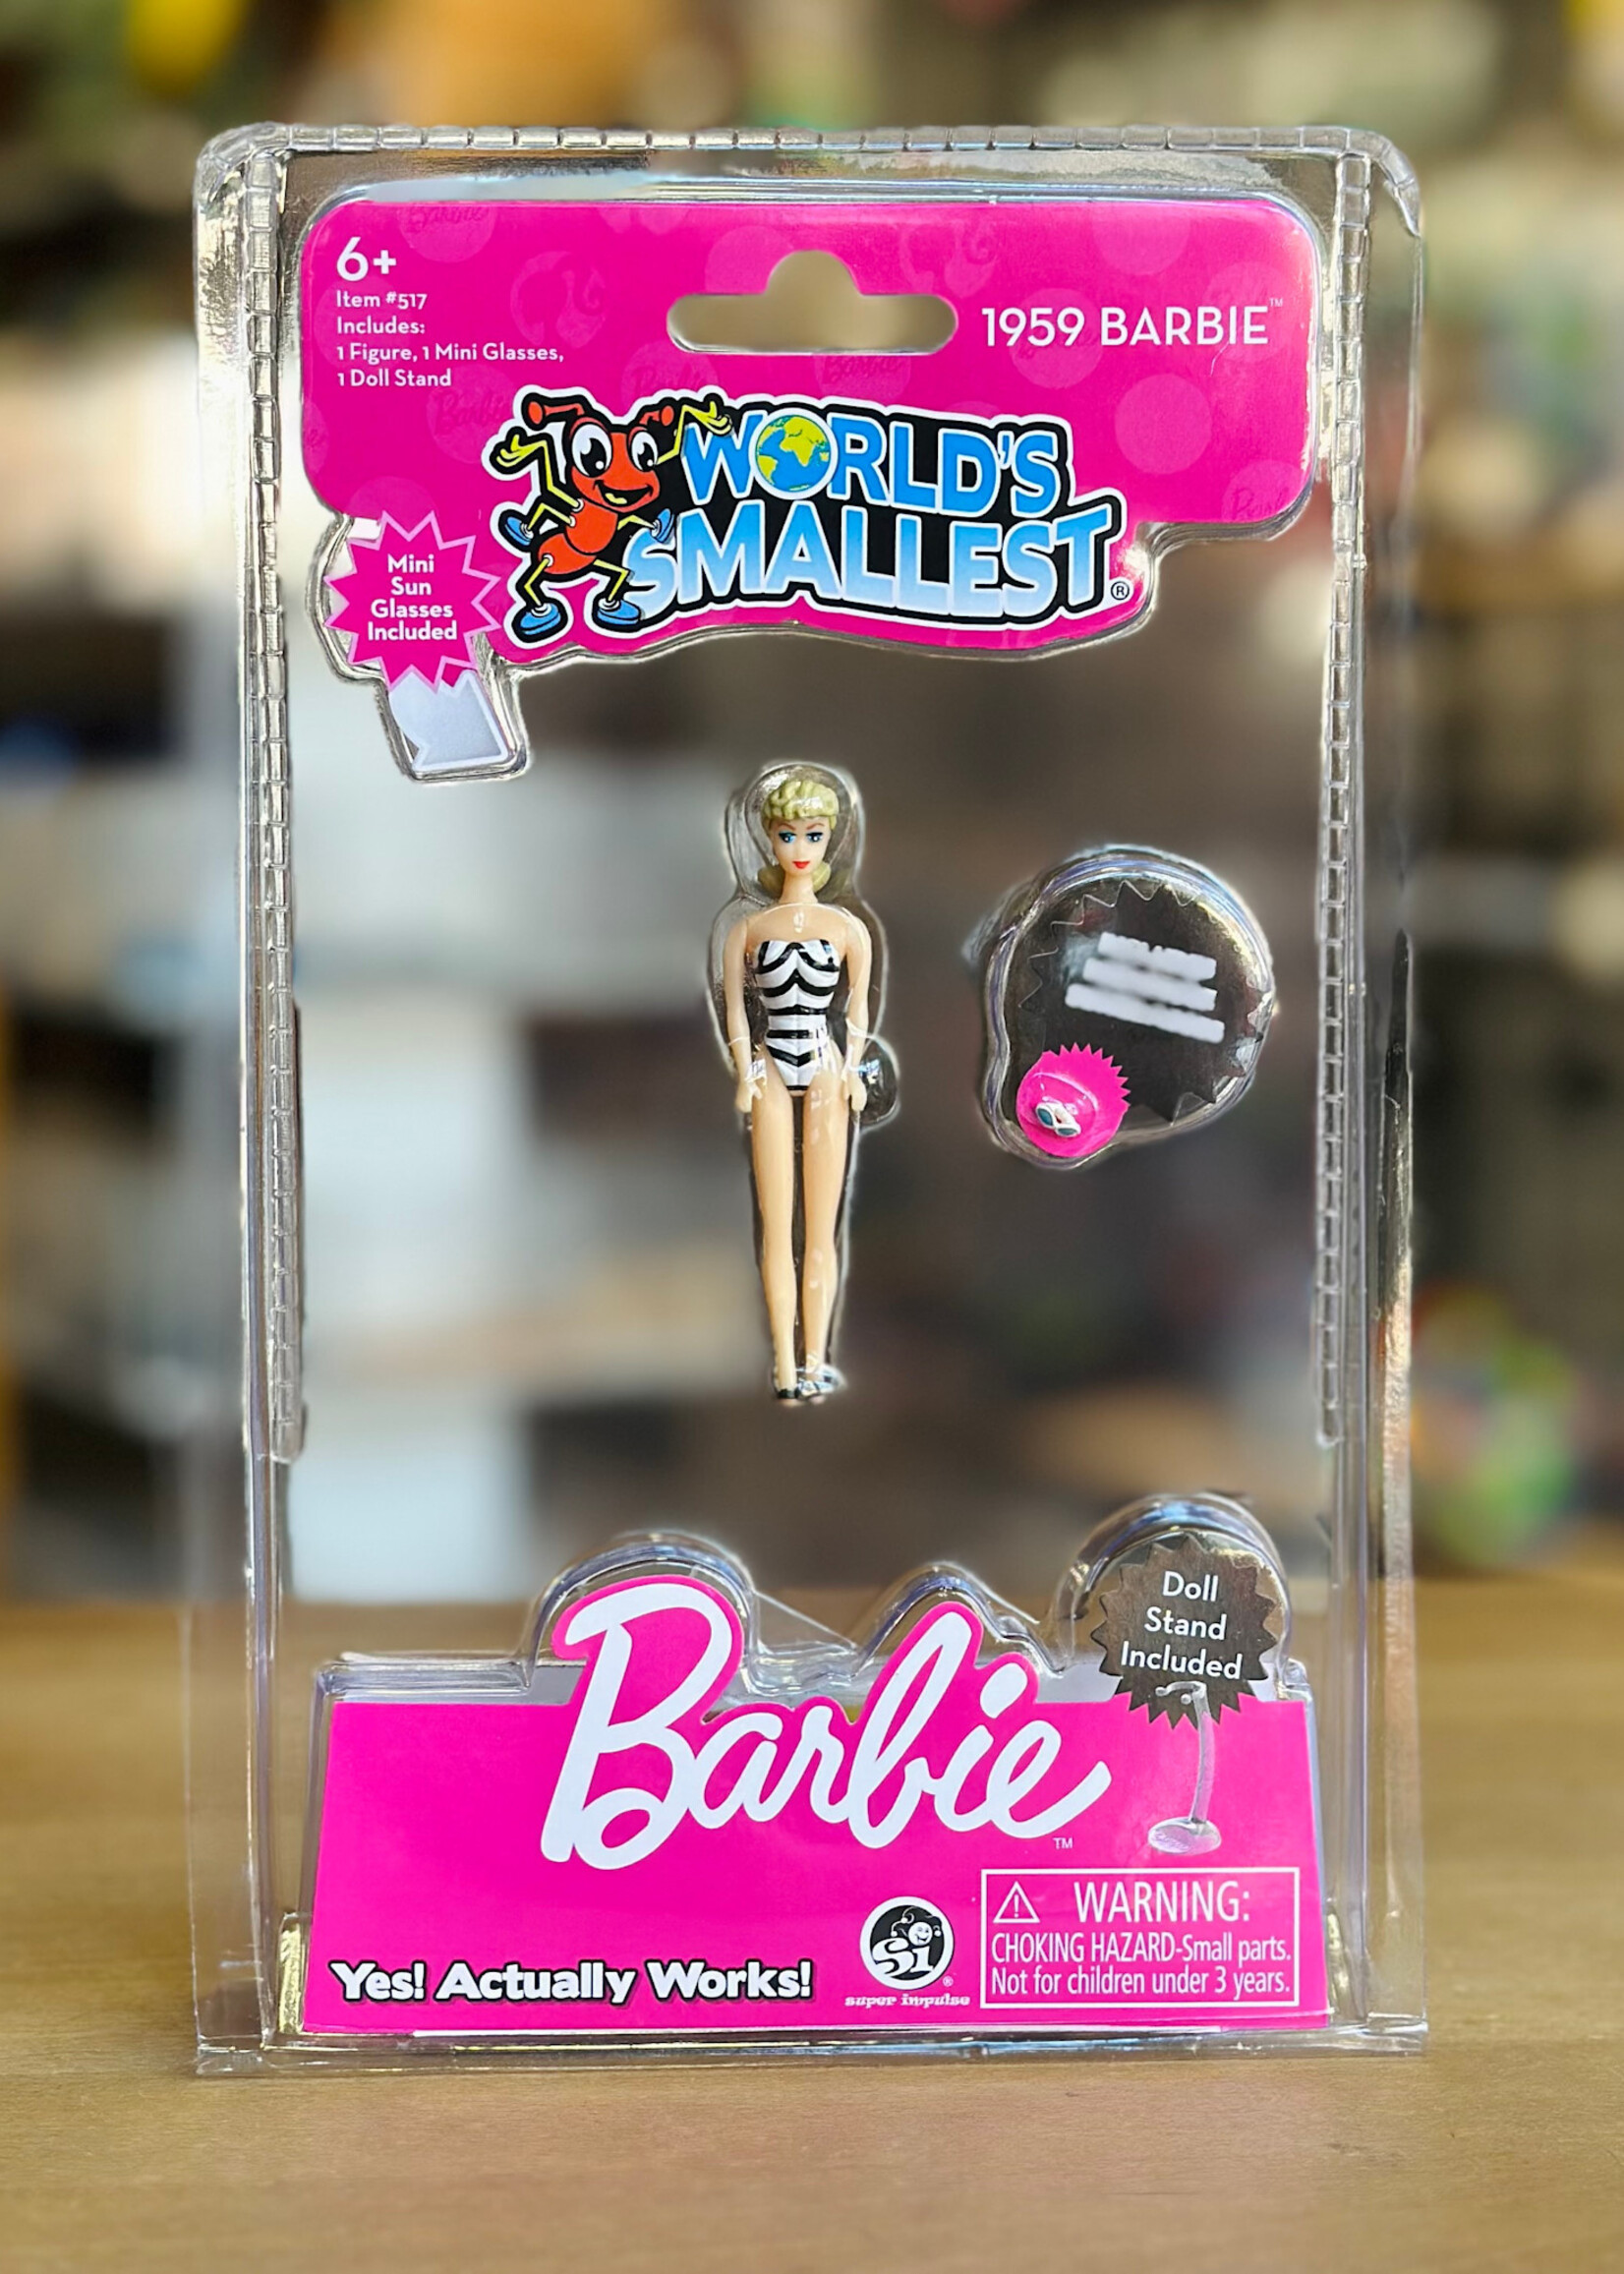 6+
Item #517
Includes:
1 Figure, 1 Mini Glasses,
1 Doll Stand
1959 BARBIE™
WORLD'S
SMALLEST®
Mini
Sun
Glasses
Included
Doll
Stand
Included
Barbie™
Yes! Actually Works!
Si®
super impulse
⚠ WARNING:
CHOKING HAZARD-Small parts.
Not for children under 3 years.